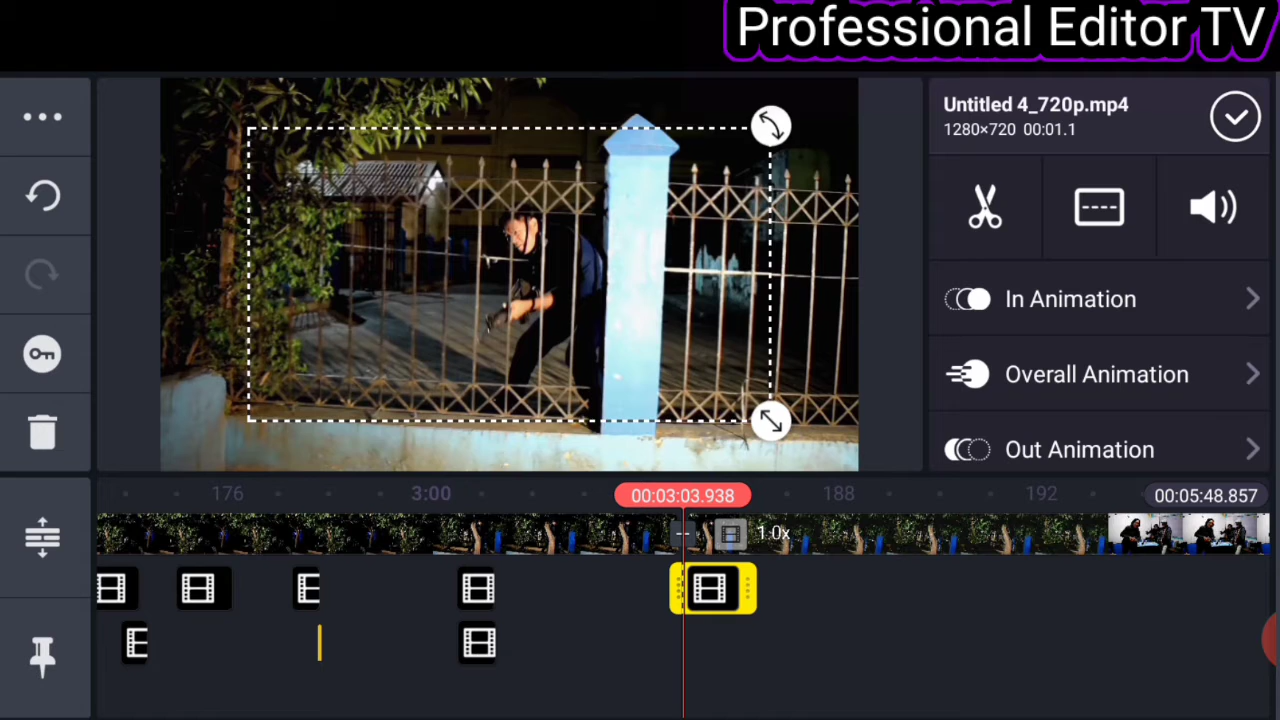 Professional Editor TV
Untitled 4_720p.mp4
1280×720 00:01.1
In Animation
Overall Animation
Out Animation
176
3:00
00:03:03.938
188
192
00:05:48.857
1.0x